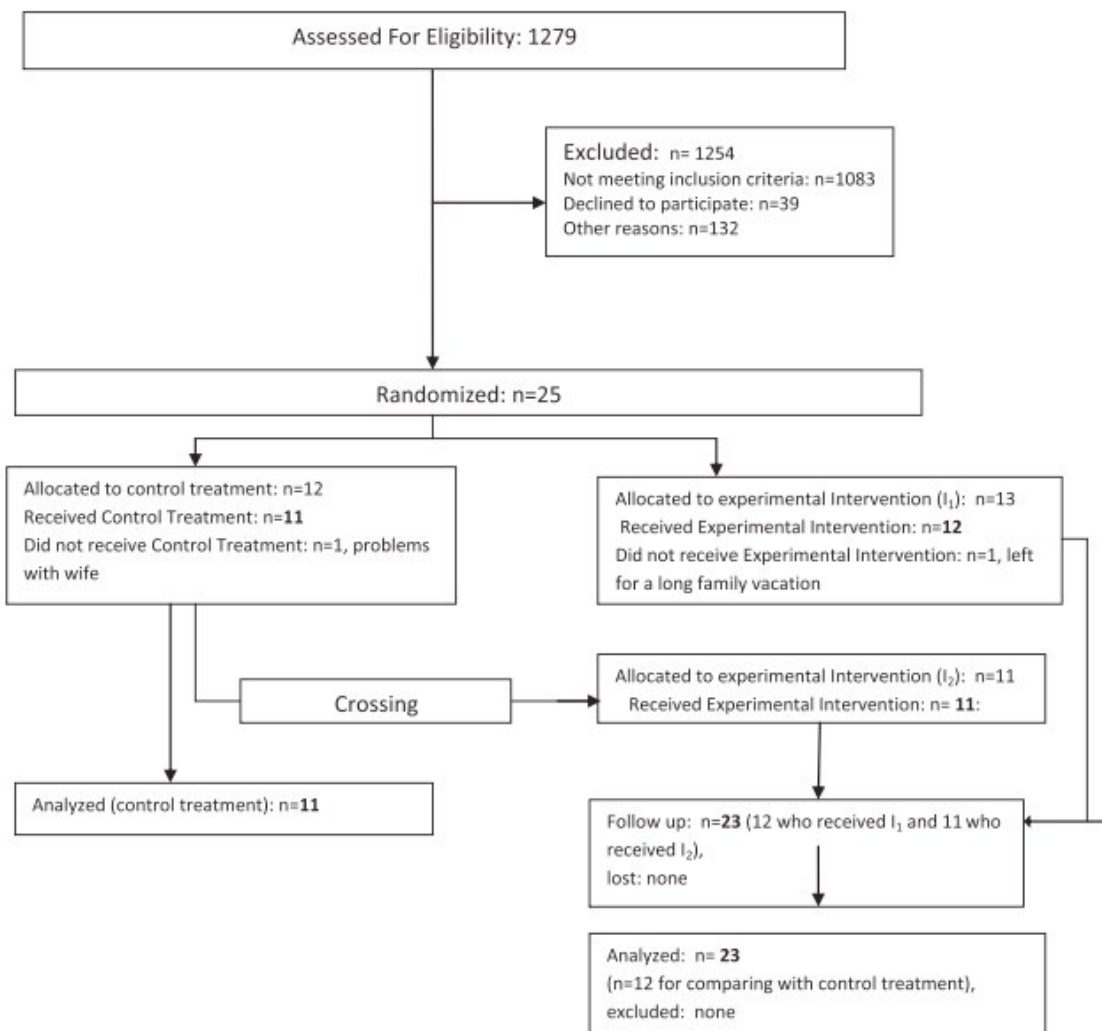 Assessed For Eligibility: 1279
Excluded: n= 1254
Not meeting inclusion criteria: n=1083
Declined to participate: n=39
Other reasons: n=132
Randomized: n=25
Allocated to control treatment: n=12
Received Control Treatment: n=11
Did not receive Control Treatment: n=1, problems
with wife
Allocated to experimental Intervention (I₁): n=13
Received Experimental Intervention: n=12
Did not receive Experimental Intervention: n=1, left
for a long family vacation
Crossing
Allocated to experimental Intervention (I₂): n=11
Received Experimental Intervention: n= 11:
Analyzed (control treatment): n=11
Follow up: n=23 (12 who received I₁ and 11 who
received I₂),
lost: none
Analyzed: n= 23
(n=12 for comparing with control treatment),
excluded: none